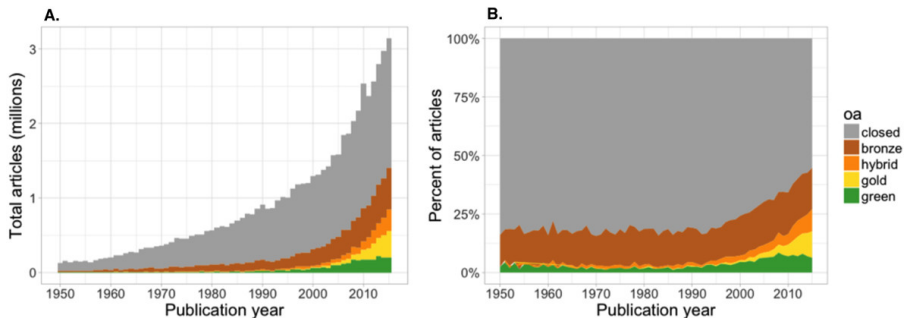 A.
Total articles (millions)
3
2
1
0
1950 1960 1970 1980 1990 2000 2010
Publication year
B.
Percent of articles
100%
75%
50%
25%
0%
1950 1960 1970 1980 1990 2000 2010
Publication year
oa
closed
bronze
hybrid
gold
green